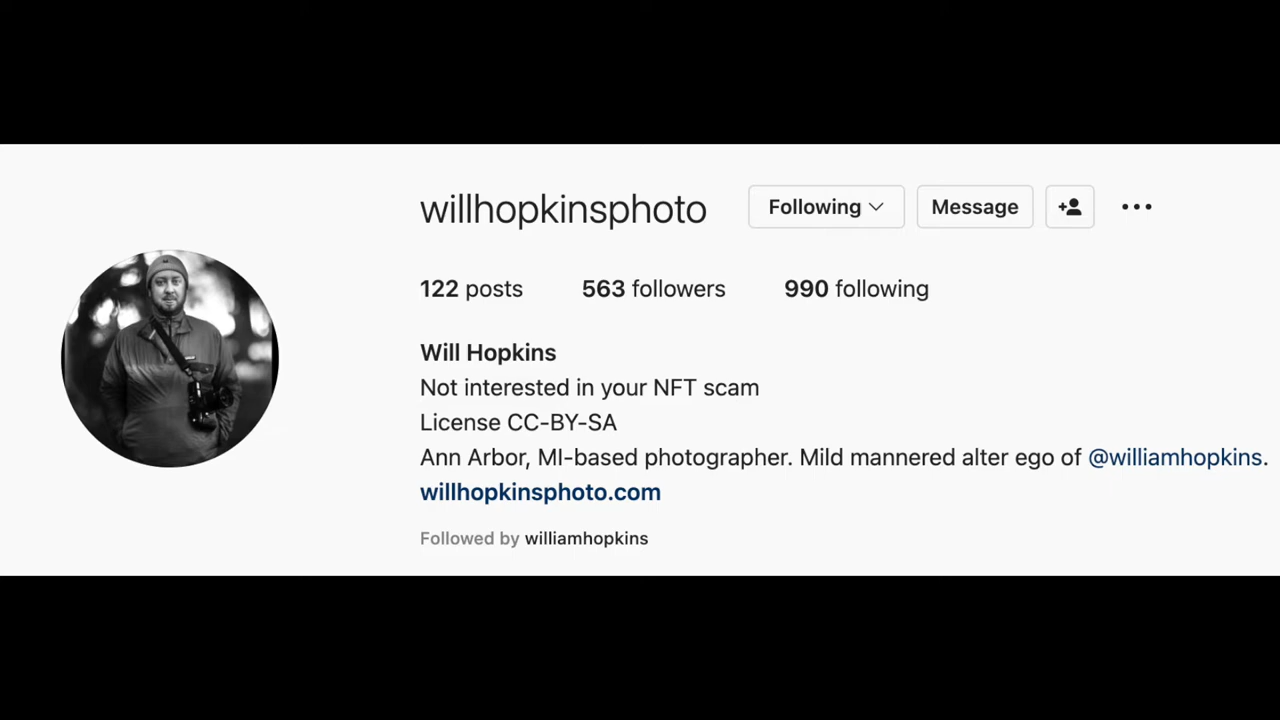 willhopkinsphoto Following Message
122 posts 563 followers 990 following
Will Hopkins
Not interested in your NFT scam
License CC-BY-SA
Ann Arbor, MI-based photographer. Mild mannered alter ego of @williamhopkins.
willhopkinsphoto.com
Followed by williamhopkins